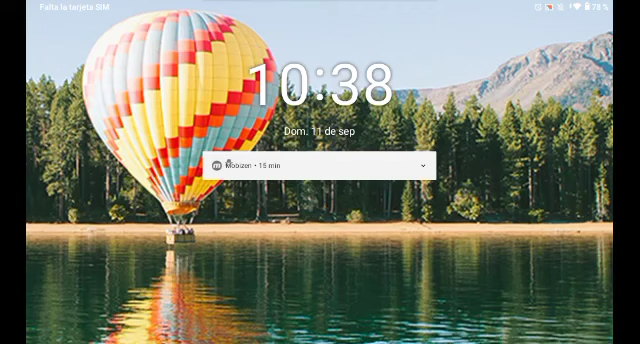 Falta la tarjeta SIM
78 %
10:38
Dom. 11 de sep
Mobizen • 15 min